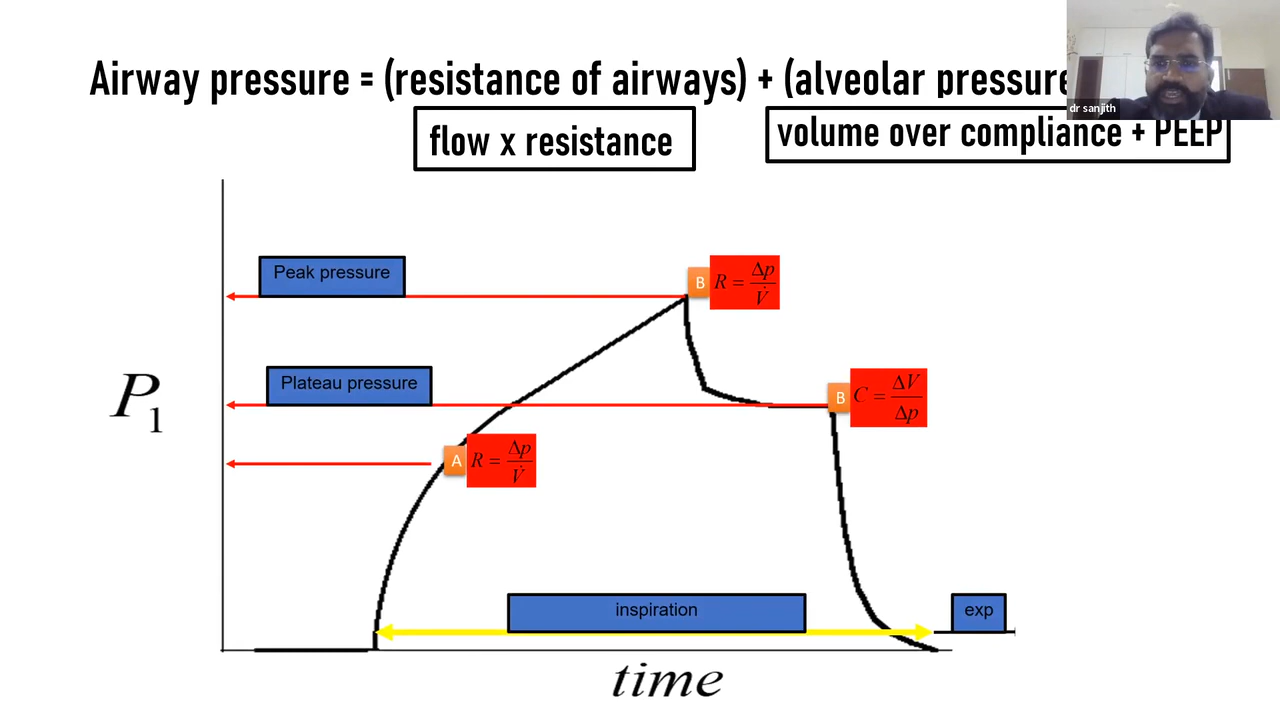 Airway pressure = (resistance of airways) + (alveolar pressure
dr sanjith
flow x resistance
volume over compliance + PEEP
Peak pressure
B
R = Δp / V̇
Plateau pressure
B
C = ΔV / Δp
P₁
A
R = Δp / V̇
inspiration
exp
time